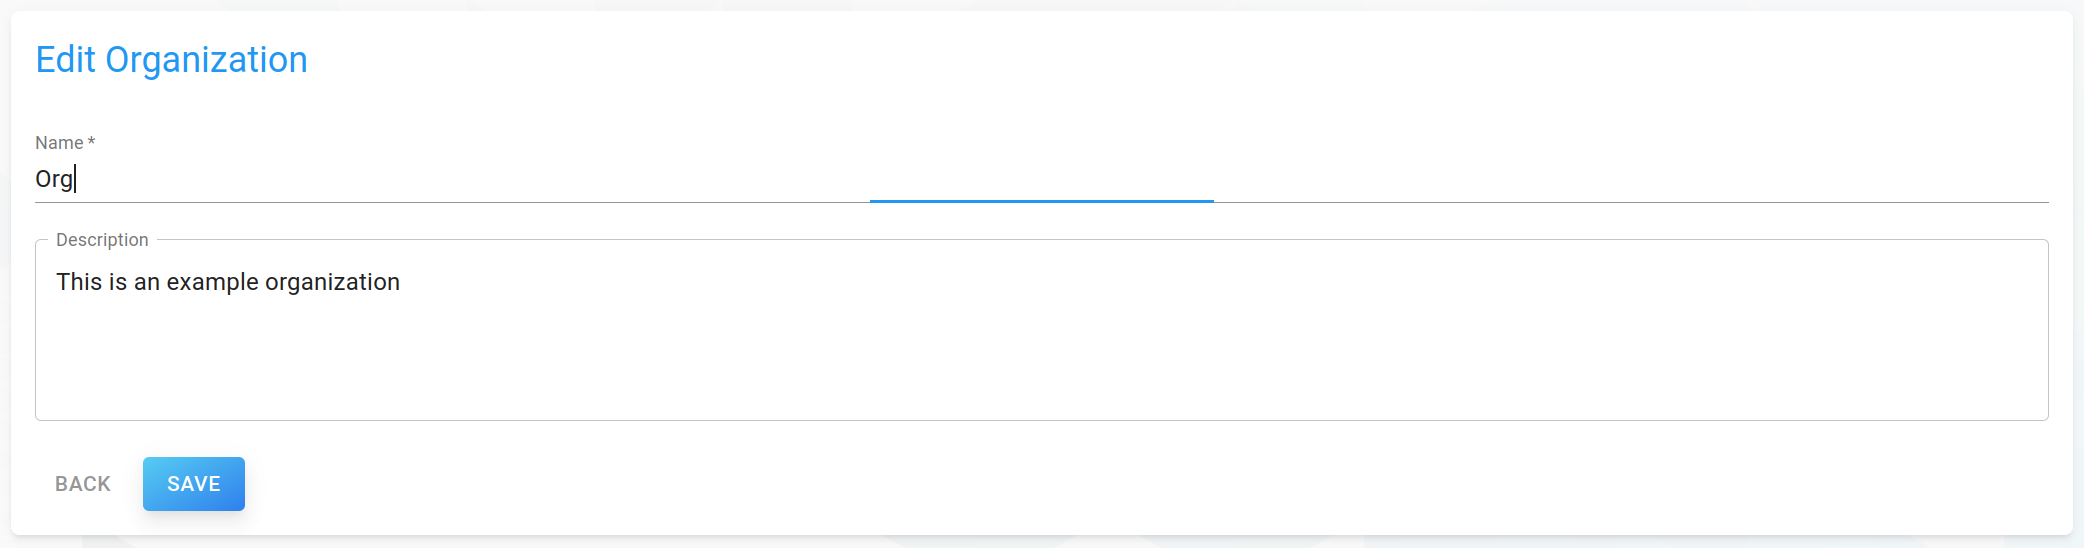 Edit Organization
Name *
Org
Description
This is an example organization
BACK
SAVE